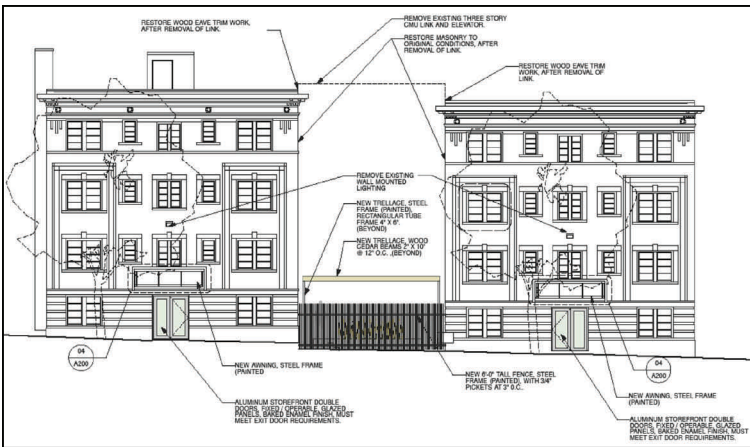 RESTORE WOOD EAVE TRIM WORK,
AFTER REMOVAL OF LINK.
REMOVE EXISTING THREE STORY
CMU LINK AND ELEVATOR.
RESTORE MASONRY TO
ORIGINAL CONDITIONS, AFTER
REMOVAL OF LINK.
RESTORE WOOD EAVE TRIM
WORK, AFTER REMOVAL OF
LINK.
REMOVE EXISTING
WALL MOUNTED
LIGHTING
NEW TRELLACE, STEEL
FRAME (PAINTED),
RECTANGULAR TUBE
FRAME 4" X 6".
(BEYOND)
NEW TRELLACE, WOOD
CEDAR BEAMS 2" X 10"
@ 12" O.C. .(BEYOND)
04
A200
NEW AWNING, STEEL FRAME
(PAINTED
ALUMINUM STOREFRONT DOUBLE
DOORS, FIXED / OPERABLE, GLAZED
PANELS, BAKED ENAMEL FINISH, MUST
MEET EXIT DOOR REQUIREMENTS.
NEW 6'-0" TALL FENCE, STEEL
FRAME (PAINTED), WITH 3/4"
PICKETS AT 3" O.C.
04
A200
NEW AWNING, STEEL FRAME
(PAINTED)
ALUMINUM STOREFRONT DOUBLE
DOORS, FIXED / OPERABLE, GLAZED
PANELS, BAKED ENAMEL FINISH, MUST
MEET EXIT DOOR REQUIREMENTS.